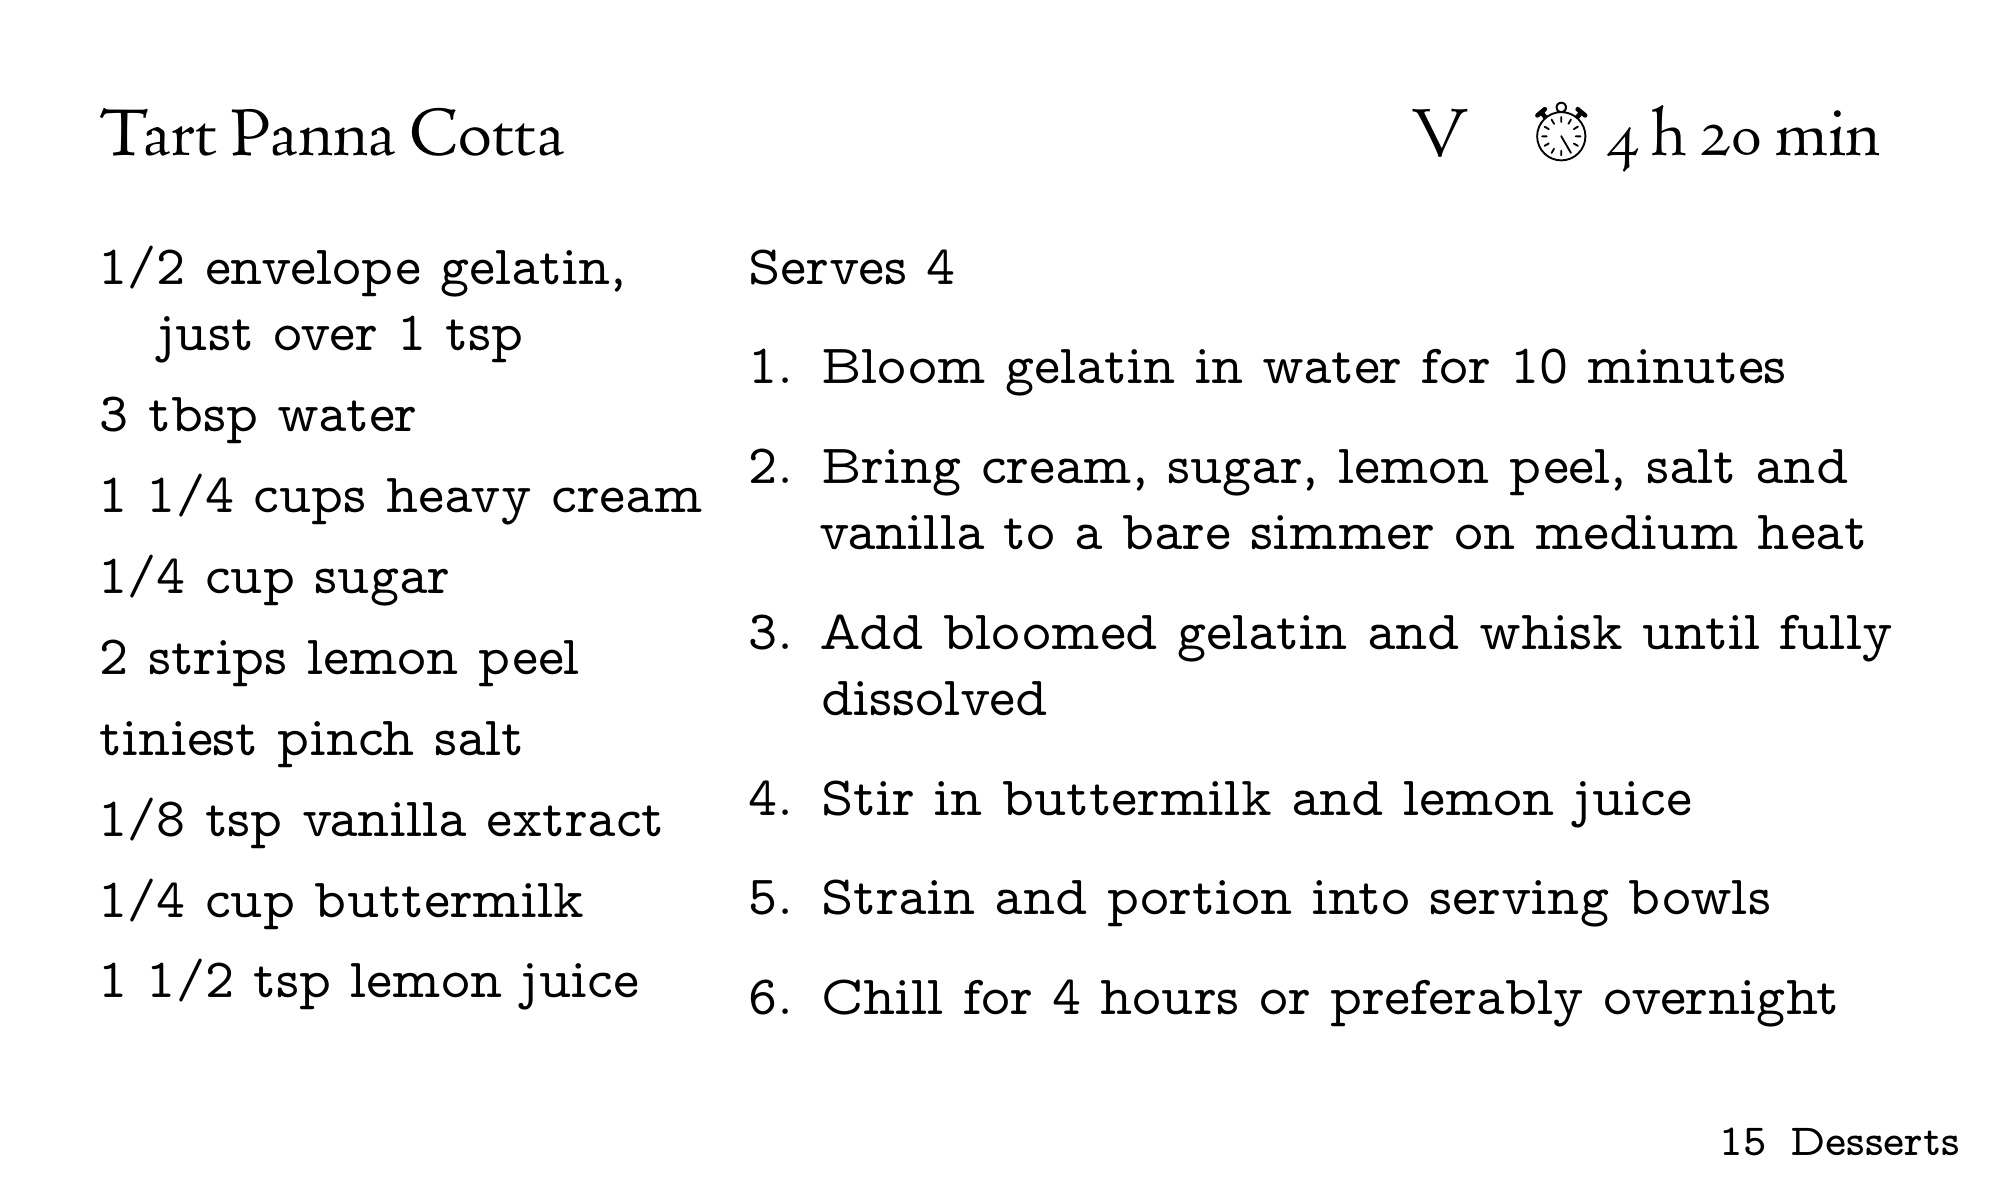 Tart Panna Cotta
V ⏱ 4 h 20 min
1/2 envelope gelatin,
just over 1 tsp
3 tbsp water
1 1/4 cups heavy cream
1/4 cup sugar
2 strips lemon peel
tiniest pinch salt
1/8 tsp vanilla extract
1/4 cup buttermilk
1 1/2 tsp lemon juice
Serves 4
1. Bloom gelatin in water for 10 minutes
2. Bring cream, sugar, lemon peel, salt and
vanilla to a bare simmer on medium heat
3. Add bloomed gelatin and whisk until fully
dissolved
4. Stir in buttermilk and lemon juice
5. Strain and portion into serving bowls
6. Chill for 4 hours or preferably overnight
15 Desserts